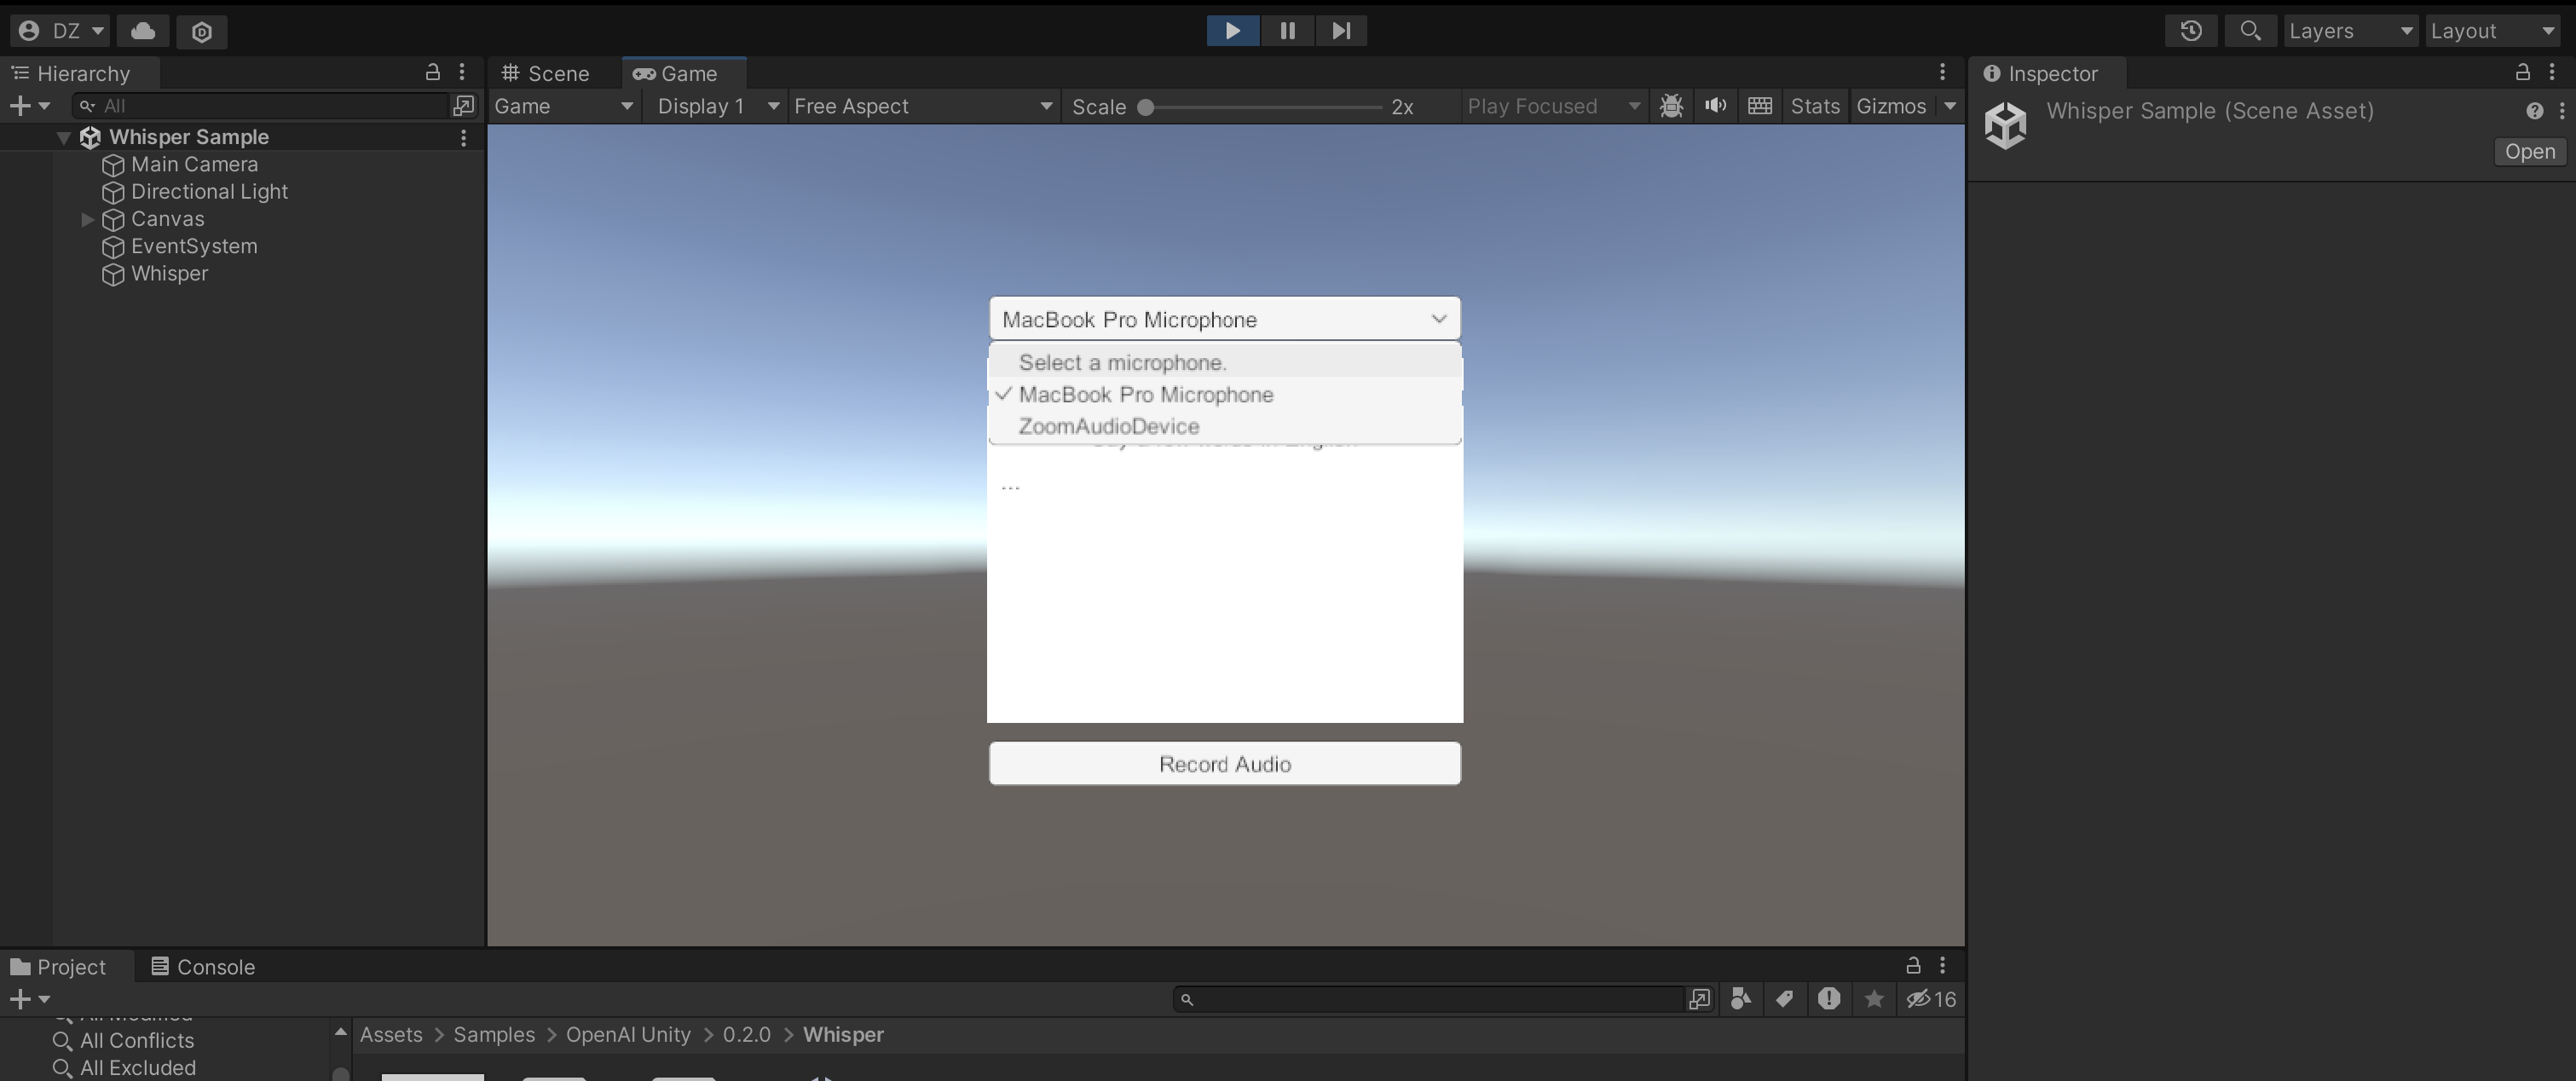 DZ
Layers
Layout
Hierarchy
All
Whisper Sample
Main Camera
Directional Light
Canvas
EventSystem
Whisper
Scene
Game
Game
Display 1
Free Aspect
Scale
2x
Play Focused
Stats
Gizmos
MacBook Pro Microphone
Select a microphone.
MacBook Pro Microphone
ZoomAudioDevice
...
Record Audio
Inspector
Whisper Sample (Scene Asset)
Open
Project
Console
16
All Conflicts
All Excluded
Assets > Samples > OpenAI Unity > 0.2.0 > Whisper